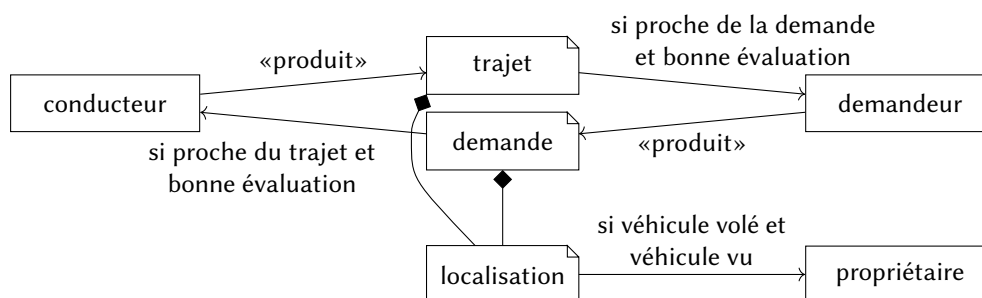 si proche de la demande
et bonne évaluation
«produit»
trajet
conducteur
demandeur
demande
«produit»
si proche du trajet et
bonne évaluation
si véhicule volé et
véhicule vu
localisation
propriétaire